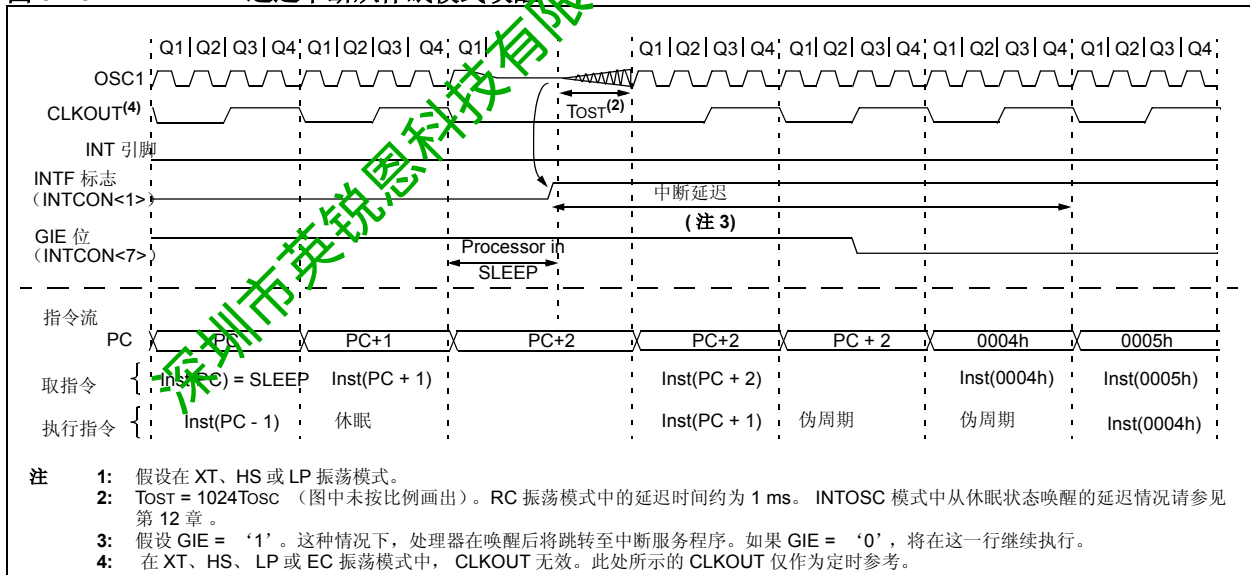 Q1 Q2 Q3 Q4 Q1 Q2 Q3 Q4 Q1 Q1 Q2 Q3 Q4 Q1 Q2 Q3 Q4 Q1 Q2 Q3 Q4 Q1 Q2 Q3 Q4
OSC1
CLKOUT(4)
TOST(2)
INT 引脚
INTF 标志
（INTCON<1>
中断延迟
（注 3)
GIE 位
（INTCON<7>）
Processor in
SLEEP
指令流
PC PC PC+1 PC+2 PC+2 PC + 2 0004h 0005h
取指令 { Inst(PC) = SLEEP Inst(PC + 1) Inst(PC + 2) Inst(0004h) Inst(0005h)
执行指令 { Inst(PC - 1) 休眠 Inst(PC + 1) 伪周期 伪周期 Inst(0004h)
注 1: 假设在 XT、HS 或 LP 振荡模式。
2: TOST = 1024TOSC （图中未按比例画出）。RC 振荡模式中的延迟时间约为 1 ms。 INTOSC 模式中从休眠状态唤醒的延迟情况请参见
第 12 章 。
3: 假设 GIE = ‘1’。这种情况下，处理器在唤醒后将跳转至中断服务程序。如果 GIE = ‘0’，将在这一行继续执行。
4: 在 XT、HS、 LP 或 EC 振荡模式中， CLKOUT 无效。此处所示的 CLKOUT 仅作为定时参考。
深圳市英锐恩科技有限